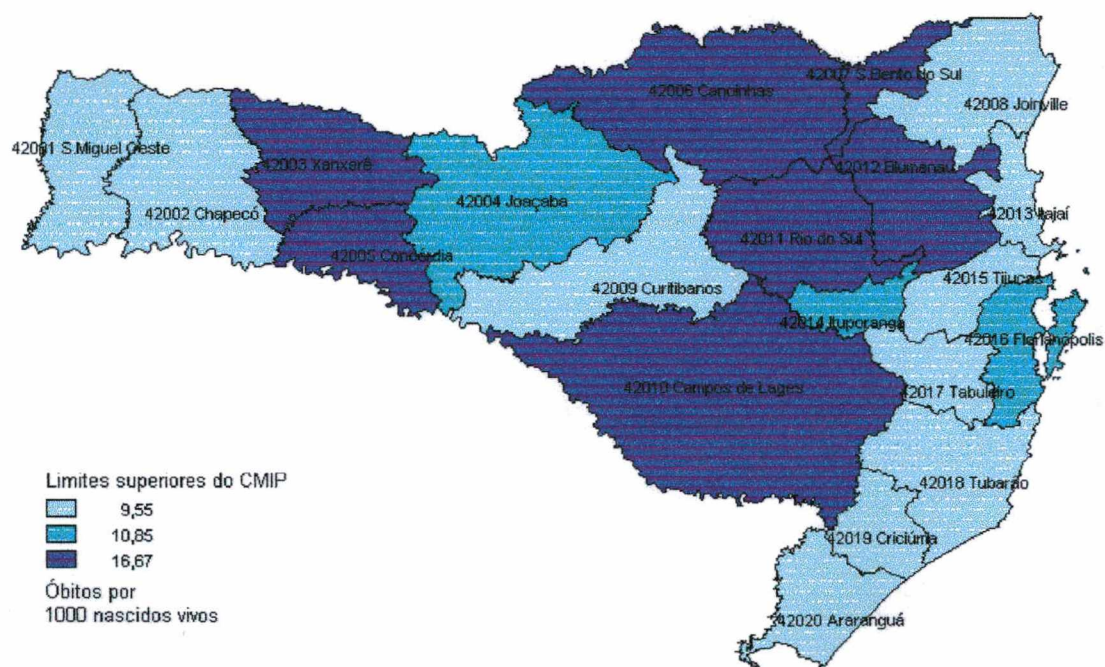 42001 S.Miguel Oeste
42002 Chapecó
42003 Xanxerê
42004 Joaçaba
42005 Concórdia
42006 Canoinhas
42007 S.Bento do Sul
42008 Joinville
42009 Curitibanos
42010 Campos de Lages
42011 Rio do Sul
42012 Blumenau
42013 Itajaí
42014 Ituporanga
42015 Tijucas
42016 Florianópolis
42017 Tabuleiro
42018 Tubarão
42019 Criciúma
42020 Araranguá
Limites superiores do CMIP
9,55
10,85
16,67
Óbitos por
1000 nascidos vivos